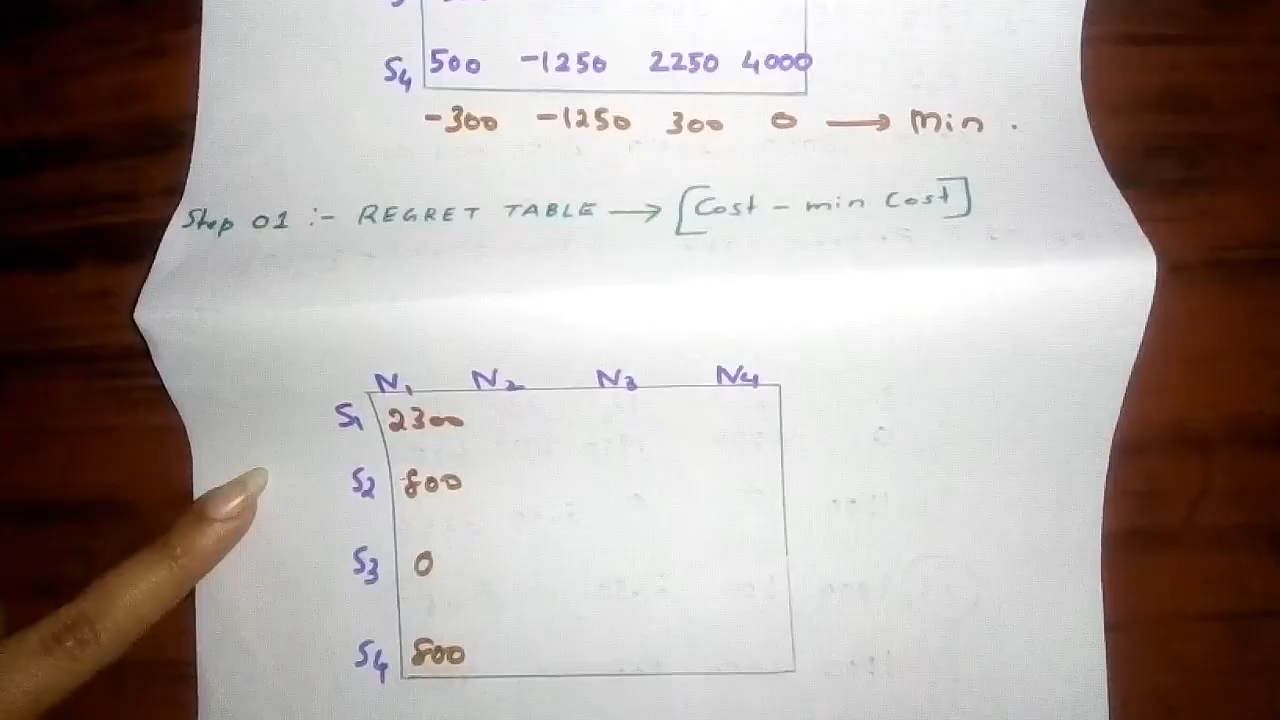 S4 500 -1250 2250 4000
-300 -1250 300 0 → Min.
Step 01 :- REGRET TABLE → [Cost - min Cost]
N1 N2 N3 N4
S1 2300
S2 800
S3 0
S4 800